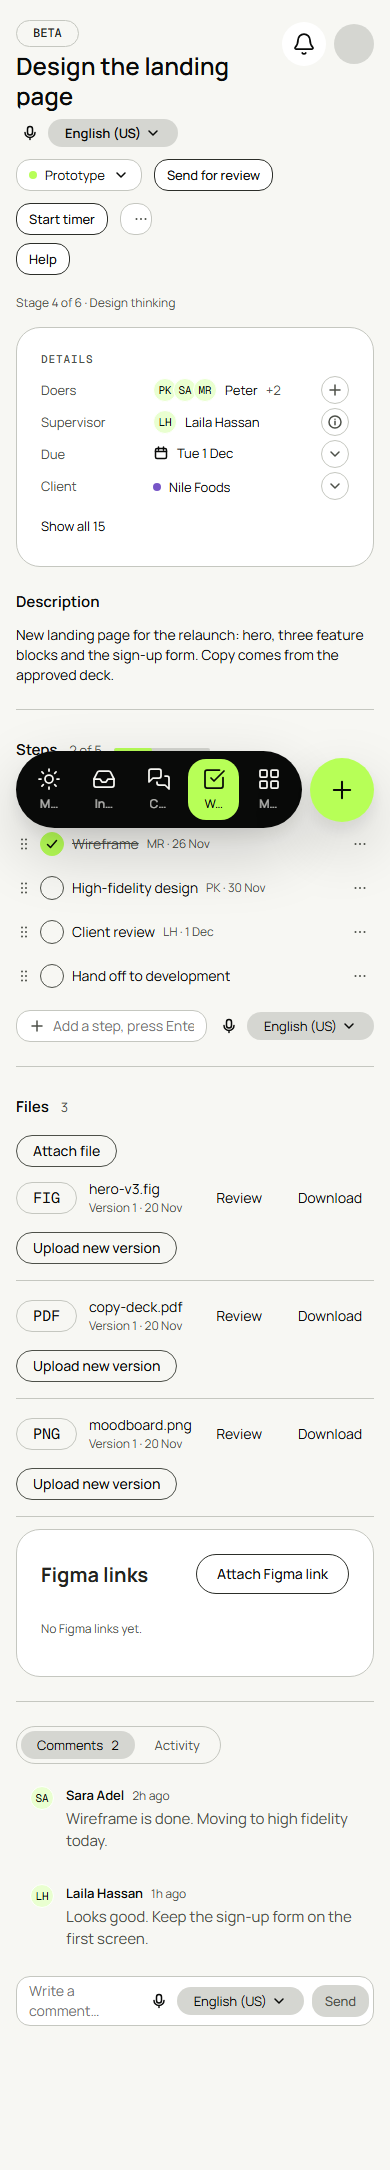 BETA
Design the landing
page
English (US)
Prototype
Send for review
Start timer
...
Help
Stage 4 of 6 · Design thinking
DETAILS
Doers PK SA MR Peter +2
Supervisor LH Laila Hassan
Due Tue 1 Dec
Client Nile Foods
Show all 15
Description
New landing page for the relaunch: hero, three feature
blocks and the sign-up form. Copy comes from the
approved deck.
Steps 2 of 5
M... In... C... W... M...
Wireframe MR · 26 Nov
High-fidelity design PK · 30 Nov
Client review LH · 1 Dec
Hand off to development
Add a step, press Ente
English (US)
Files 3
Attach file
FIG hero-v3.fig Review Download
Version 1 · 20 Nov
Upload new version
PDF copy-deck.pdf Review Download
Version 1 · 20 Nov
Upload new version
PNG moodboard.png Review Download
Version 1 · 20 Nov
Upload new version
Figma links
Attach Figma link
No Figma links yet.
Comments 2 Activity
SA Sara Adel 2h ago
Wireframe is done. Moving to high fidelity
today.
LH Laila Hassan 1h ago
Looks good. Keep the sign-up form on the
first screen.
Write a
comment...
English (US)
Send